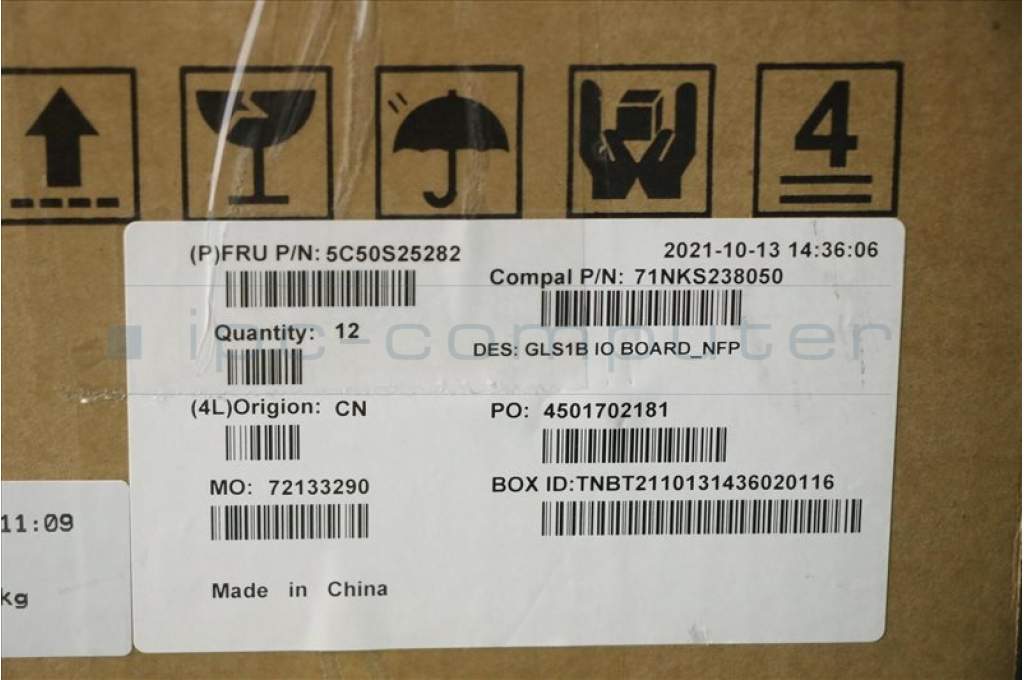 4
(P)FRU P/N: 5C50S25282
2021-10-13 14:36:06
Compal P/N: 71NKS238050
Quantity: 12
ipc-computer
DES: GLS1B IO BOARD_NFP
(4L)Origion: CN
PO: 4501702181
MO: 72133290
BOX ID:TNBT2110131436020116
11:09
kg
Made in China